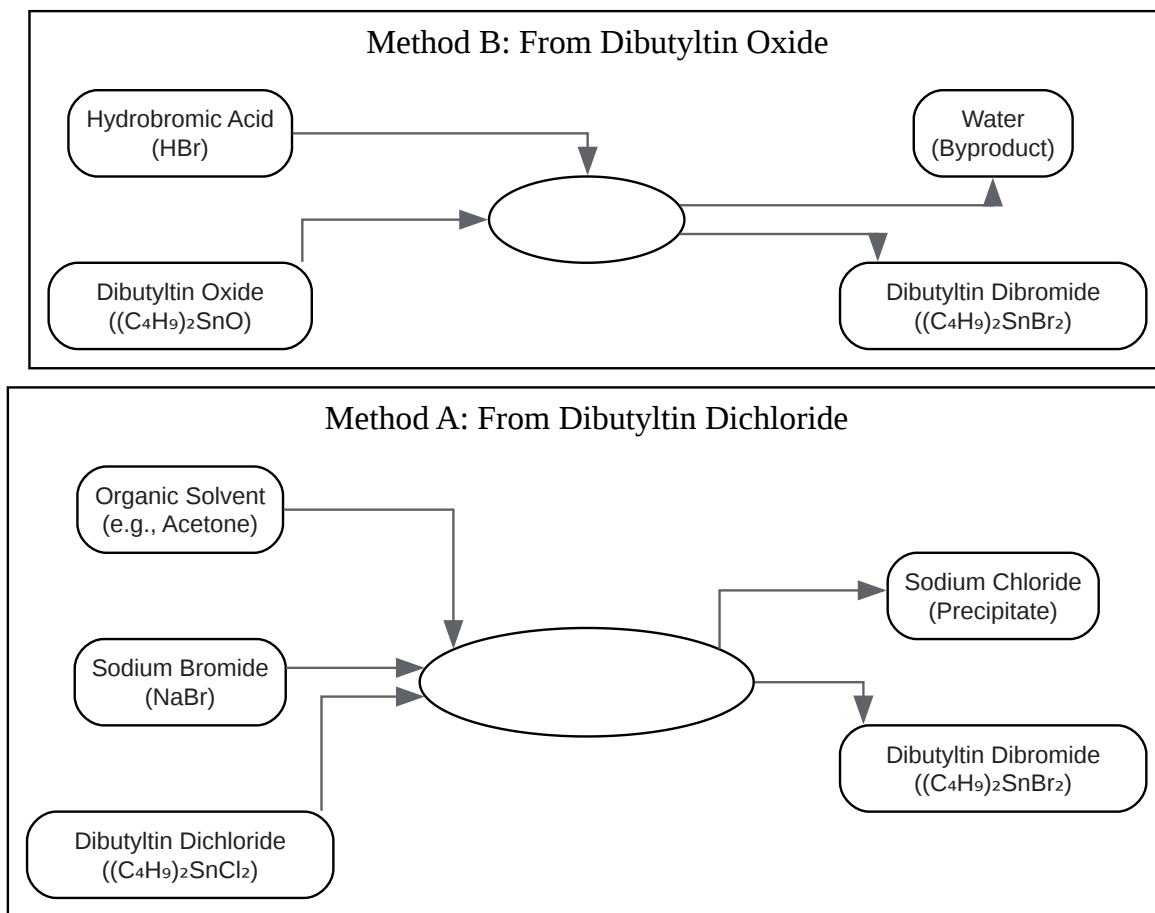 Method B: From Dibutyltin Oxide
Hydrobromic Acid
(HBr)
Water
(Byproduct)
Dibutyltin Oxide
((C₄H₉)₂SnO)
Dibutyltin Dibromide
((C₄H₉)₂SnBr₂)
Method A: From Dibutyltin Dichloride
Organic Solvent
(e.g., Acetone)
Sodium Chloride
(Precipitate)
Sodium Bromide
(NaBr)
Dibutyltin Dibromide
((C₄H₉)₂SnBr₂)
Dibutyltin Dichloride
((C₄H₉)₂SnCl₂)